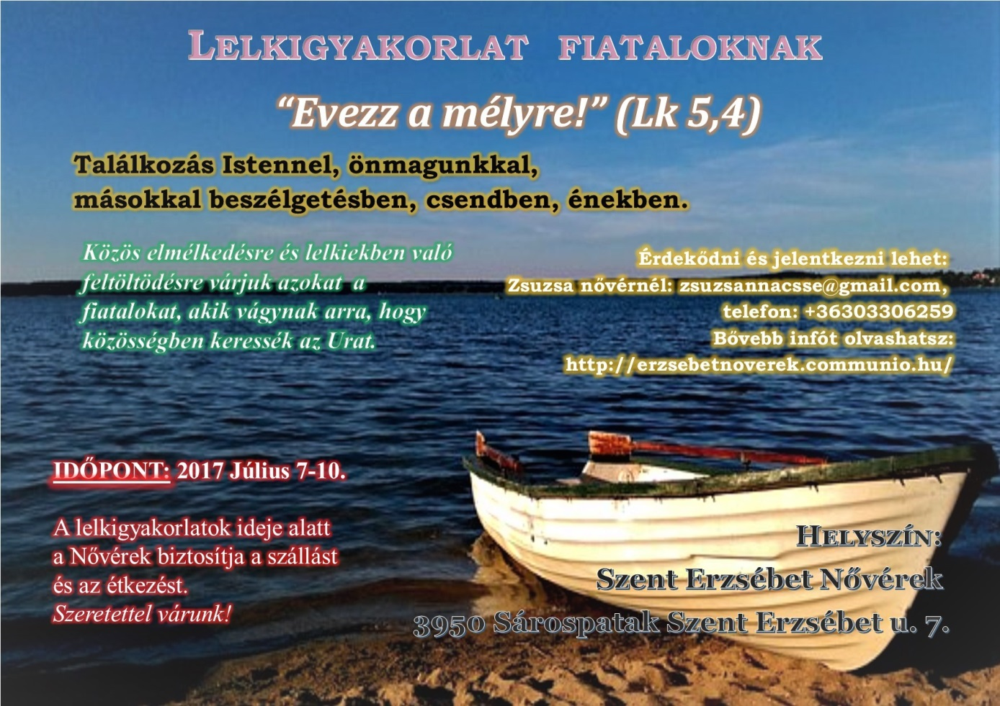 LELKIGYAKORLAT FIATALOKNAK
“Evezz a mélyre!” (Lk 5,4)
Találkozás Istennel, önmagunkkal,
másokkal beszélgetésben, csendben, énekben.
Közös elmélkedésre és lelkiekben való
feltöltödésre várjuk azokat a
fiatalokat, akik vágynak arra, hogy
közösségben keressék az Urat.
Érdekődni és jelentkezni lehet:
Zsuzsa nővérnél: zsuzsannacsse@gmail.com,
telefon: +36303306259
Bővebb infót olvashatsz:
http://erzsebetnoverek.communio.hu/
IDŐPONT: 2017 Július 7-10.
A lelkigyakorlatok ideje alatt
a Nővérek biztosítja a szállást
és az étkezést.
Szeretettel várunk!
HELYSZÍN:
Szent Erzsébet Nővérek
3950 Sárospatak Szent Erzsébet u. 7.